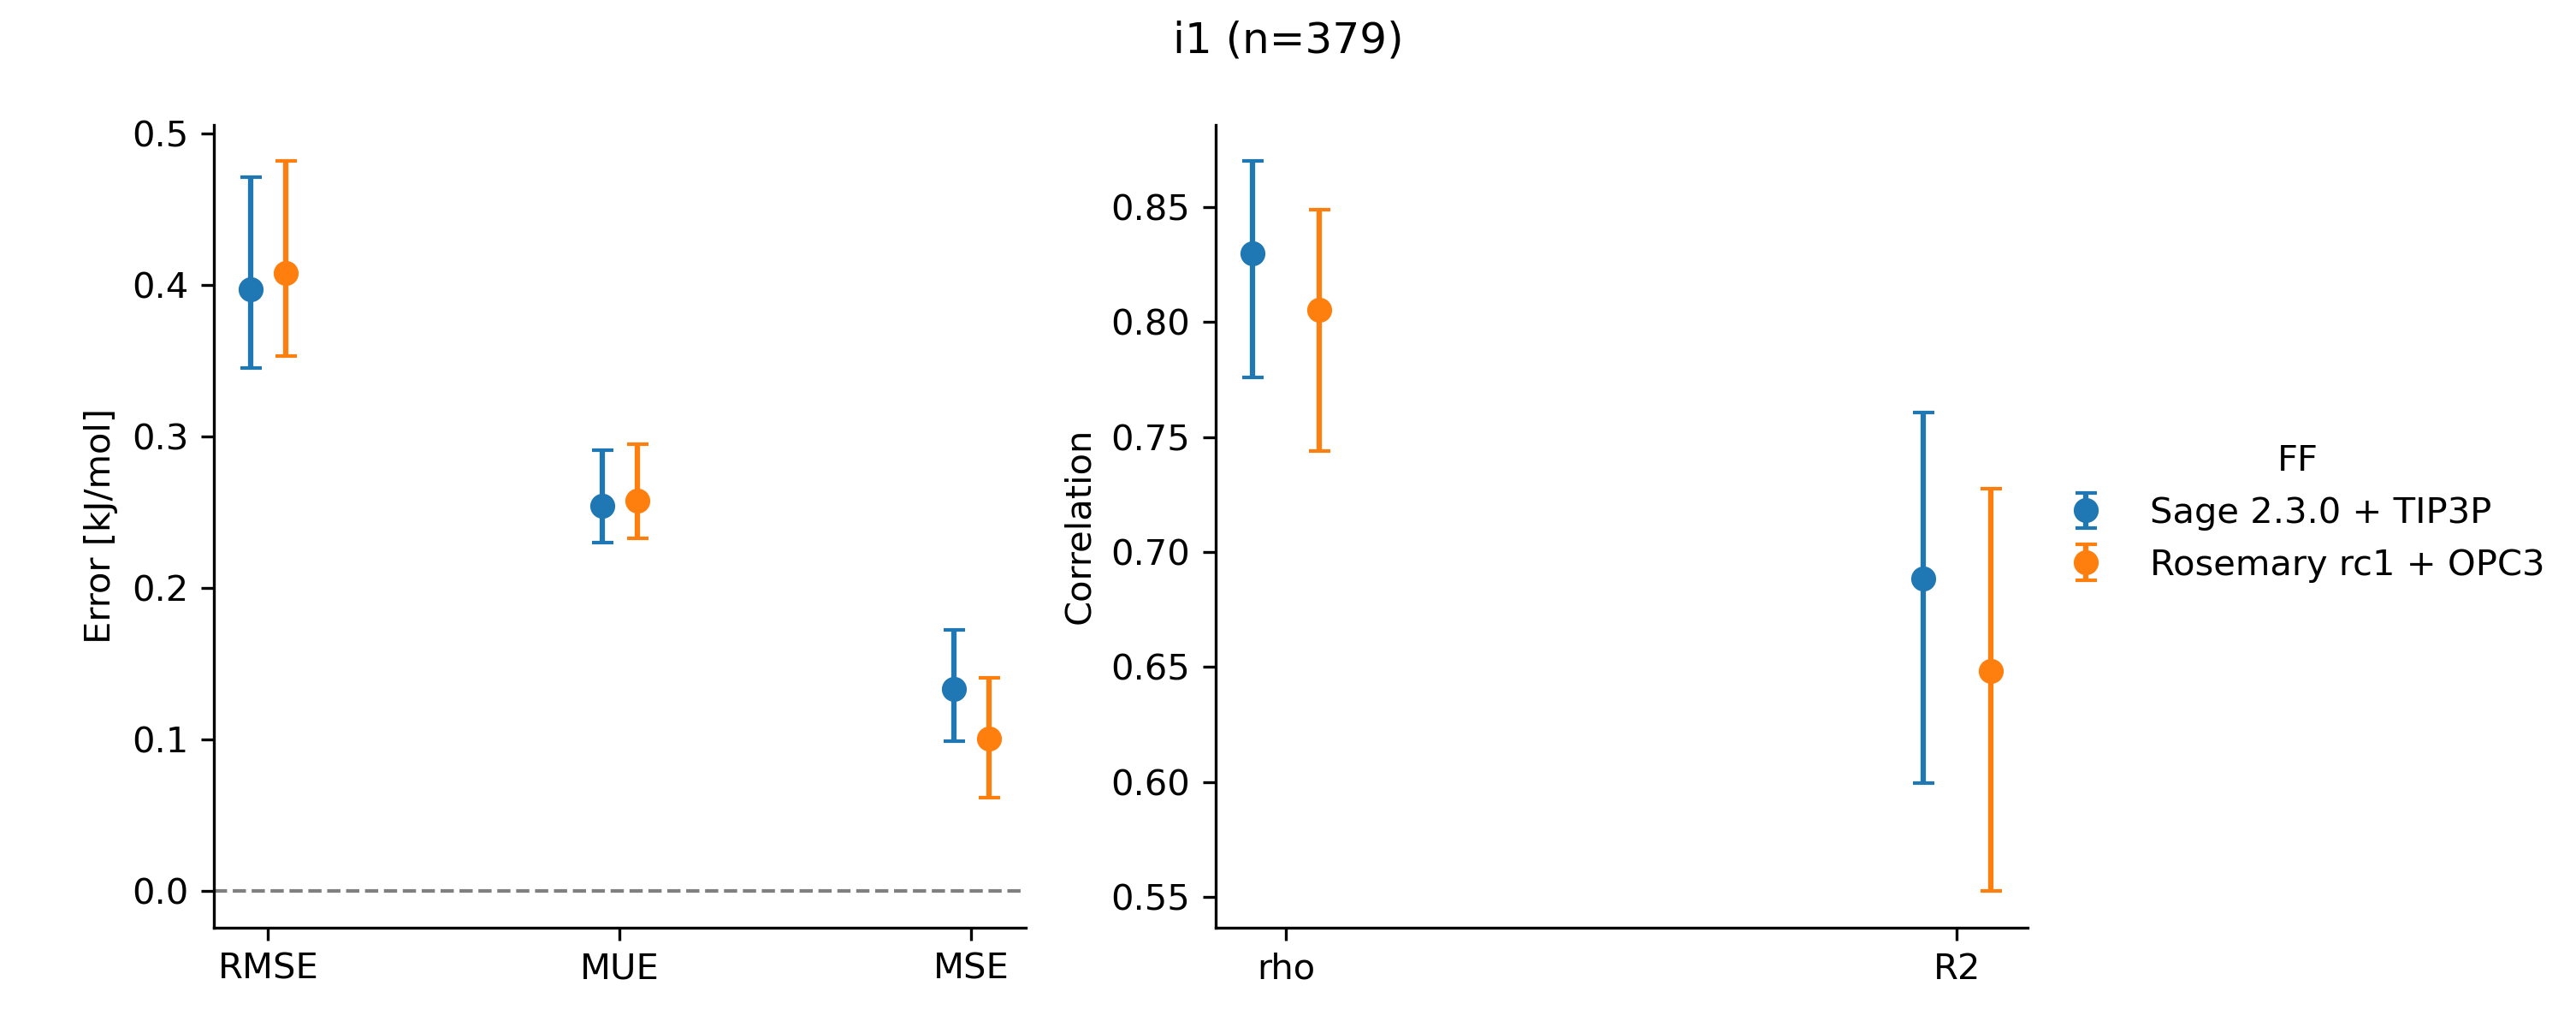 i1 (n=379)
Error [kJ/mol]
0.5
0.4
0.3
0.2
0.1
0.0
RMSE
MUE
MSE
Correlation
0.85
0.80
0.75
0.70
0.65
0.60
0.55
rho
R2
FF
Sage 2.3.0 + TIP3P
Rosemary rc1 + OPC3